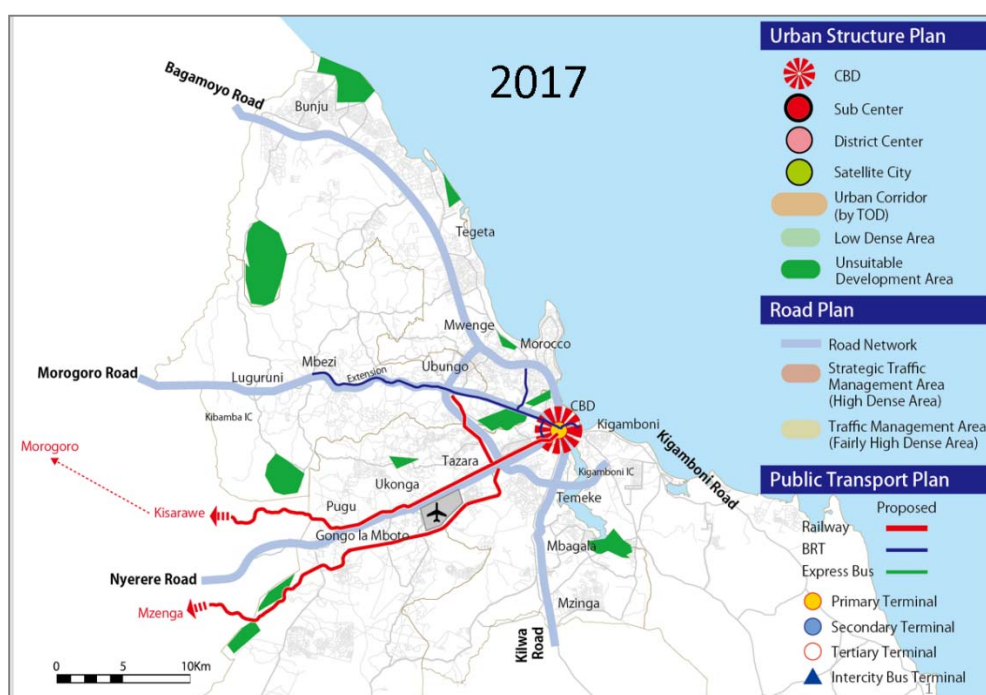 2017
Bagamoyo Road
Bunju
Tegeta
Mwenge
Morocco
Ubungo
Mbezi
Extension
Morogoro Road
Luguruni
Kibamba IC
CBD
Kigamboni
Kigamboni Road
Kigamboni IC
Morogoro
Tazara
Ukonga
Temeke
Pugu
Kisarawe
Gongo la Mboto
Mbagala
Nyerere Road
Mzenga
Mzinga
Kilwa
Road
0 5 10Km
Urban Structure Plan
CBD
Sub Center
District Center
Satellite City
Urban Corridor
(by TOD)
Low Dense Area
Unsuitable
Development Area
Road Plan
Road Network
Strategic Traffic
Management Area
(High Dense Area)
Traffic Management Area
(Fairly High Dense Area)
Public Transport Plan
Proposed
Railway
BRT
Express Bus
Primary Terminal
Secondary Terminal
Tertiary Terminal
Intercity Bus Terminal
1